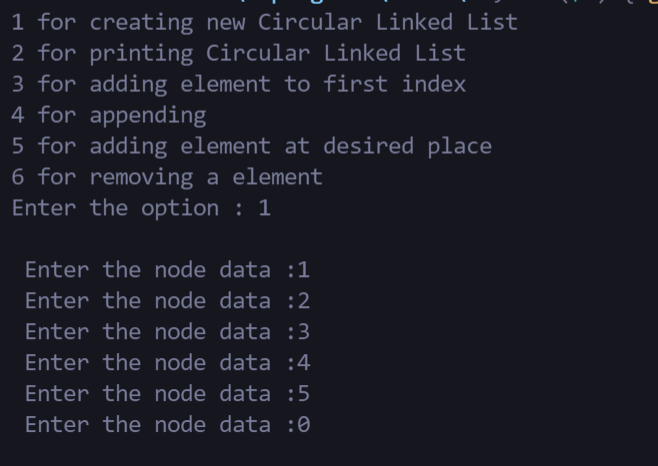 1 for creating new Circular Linked List
2 for printing Circular Linked List
3 for adding element to first index
4 for appending
5 for adding element at desired place
6 for removing a element
Enter the option : 1
Enter the node data :1
Enter the node data :2
Enter the node data :3
Enter the node data :4
Enter the node data :5
Enter the node data :0